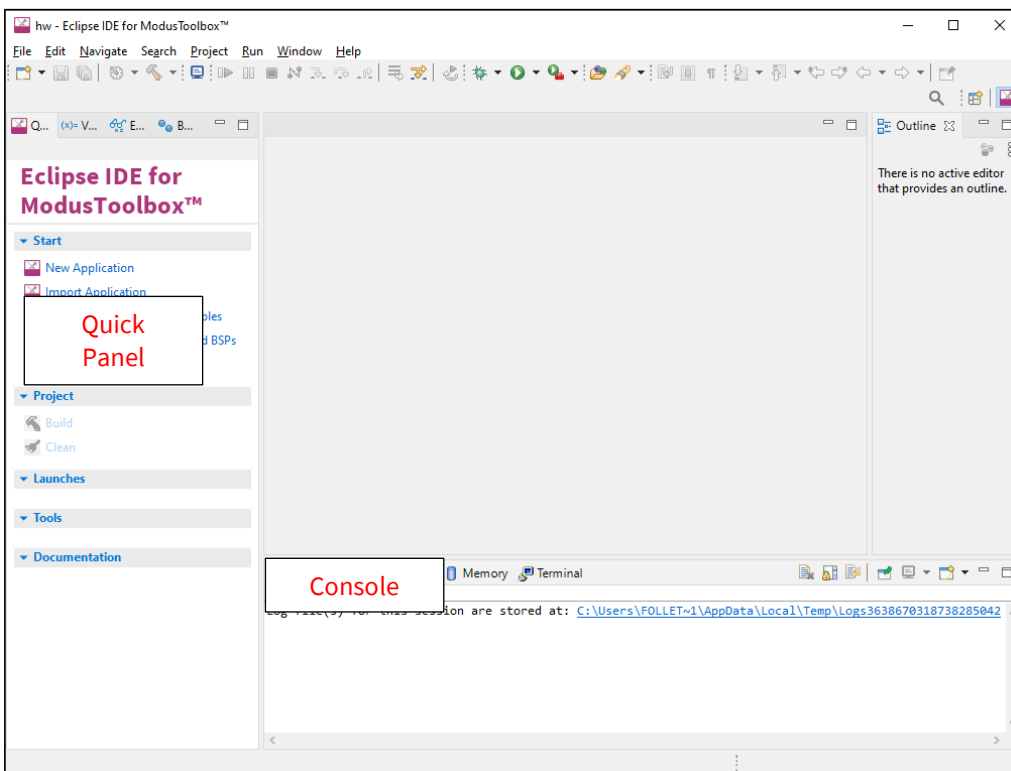 hw - Eclipse IDE for ModusToolbox™
File Edit Navigate Search Project Run Window Help
Q... (x)= V... E... B...
Outline
Eclipse IDE for
ModusToolbox™
There is no active editor
that provides an outline.
Start
New Application
Import Application
Quick
Panel
BSPs
Project
Build
Clean
Launches
Tools
Documentation
Console
Memory Terminal
Log file(s) for this session are stored at: C:\Users\FOLLET~1\AppData\Local\Temp\Logs3638670318738285042